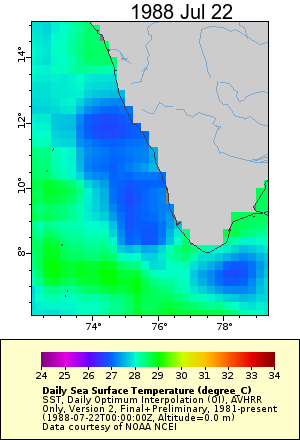 1988 Jul 22
14°
12°
10°
8°
74° 76° 78°
24 25 26 27 28 29 30 31 32 33 34
Daily Sea Surface Temperature (degree_C)
SST, Daily Optimum Interpolation (OI), AVHRR
Only, Version 2, Final+Preliminary, 1981-present
(1988-07-22T00:00:00Z, Altitude=0.0 m)
Data courtesy of NOAA NCEI